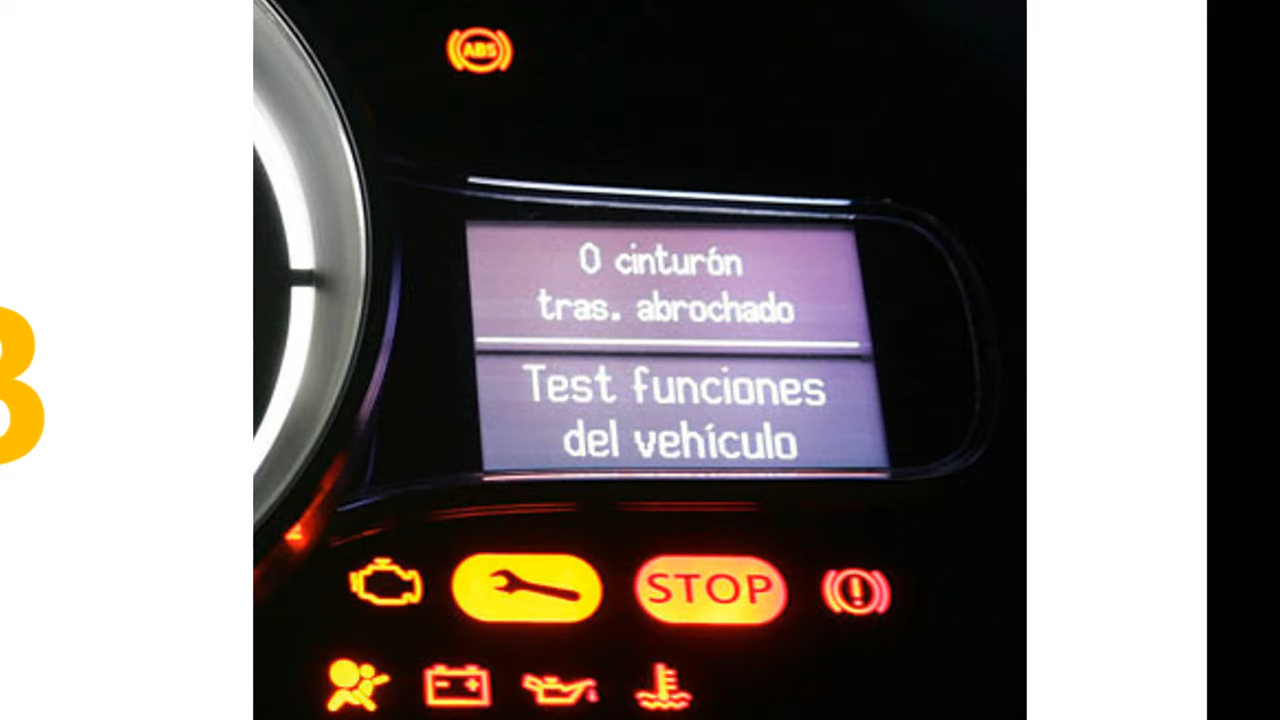 ABS
0 cinturón
tras. abrochado
Test funciones
del vehículo
STOP